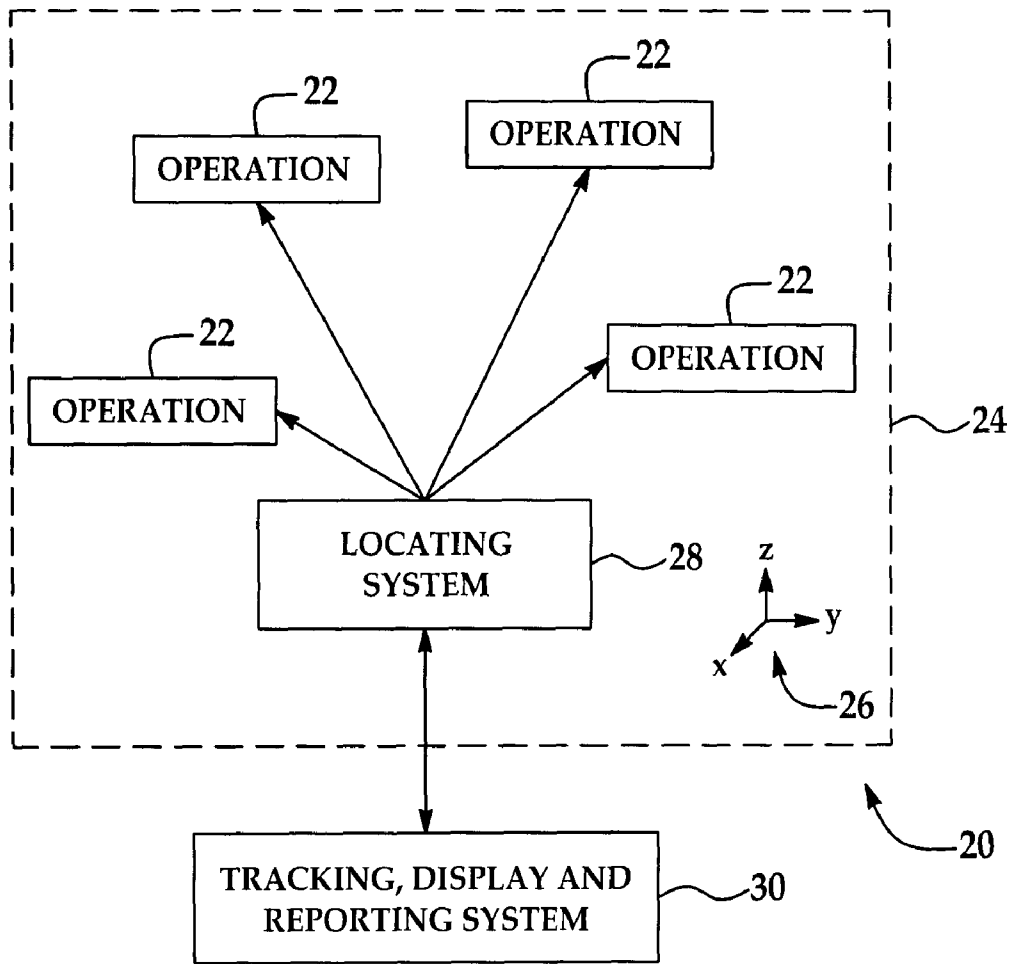 22
OPERATION
22
OPERATION
22
OPERATION
22
OPERATION
24
LOCATING
SYSTEM
28
z
y
x
26
20
TRACKING, DISPLAY AND
REPORTING SYSTEM
30